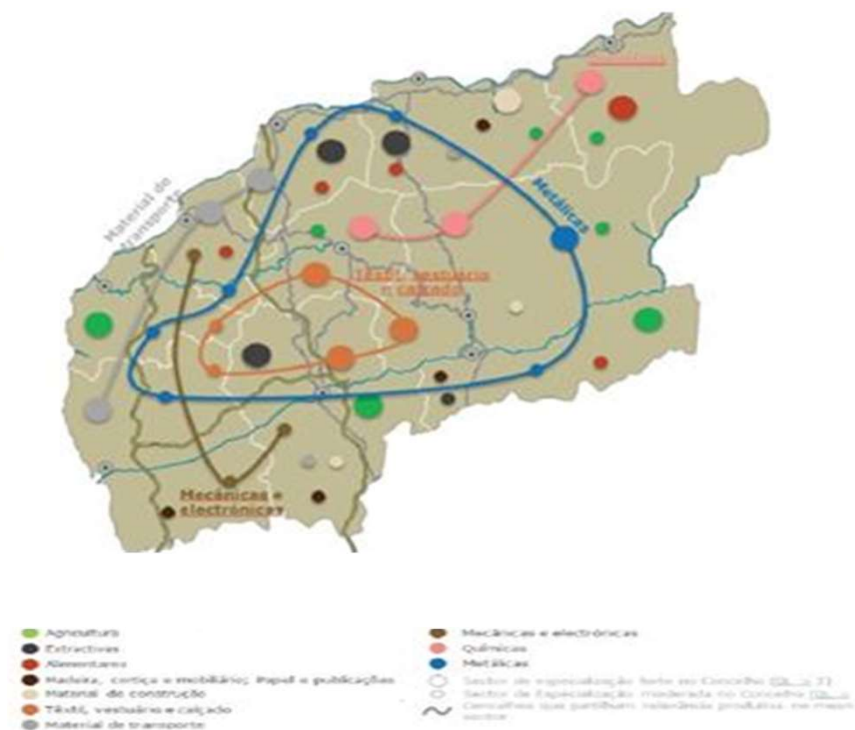 Material de
transporte
Metálicas
Têxtil, vestuário
e calçado
Mecânicas e
electrónicas
Agricultura
Extractivas
Alimentares
Madeira, cortiça e mobiliário; Papel e publicações
Material de construção
Têxtil, vestuário e calçado
Material de transporte
Mecânicas e electrónicas
Químicas
Metálicas
Sector de especialização forte no Concelho
Sector de Especialização moderada no Concelho
Concelhos que partilham relevância produtiva no mesmo
sector